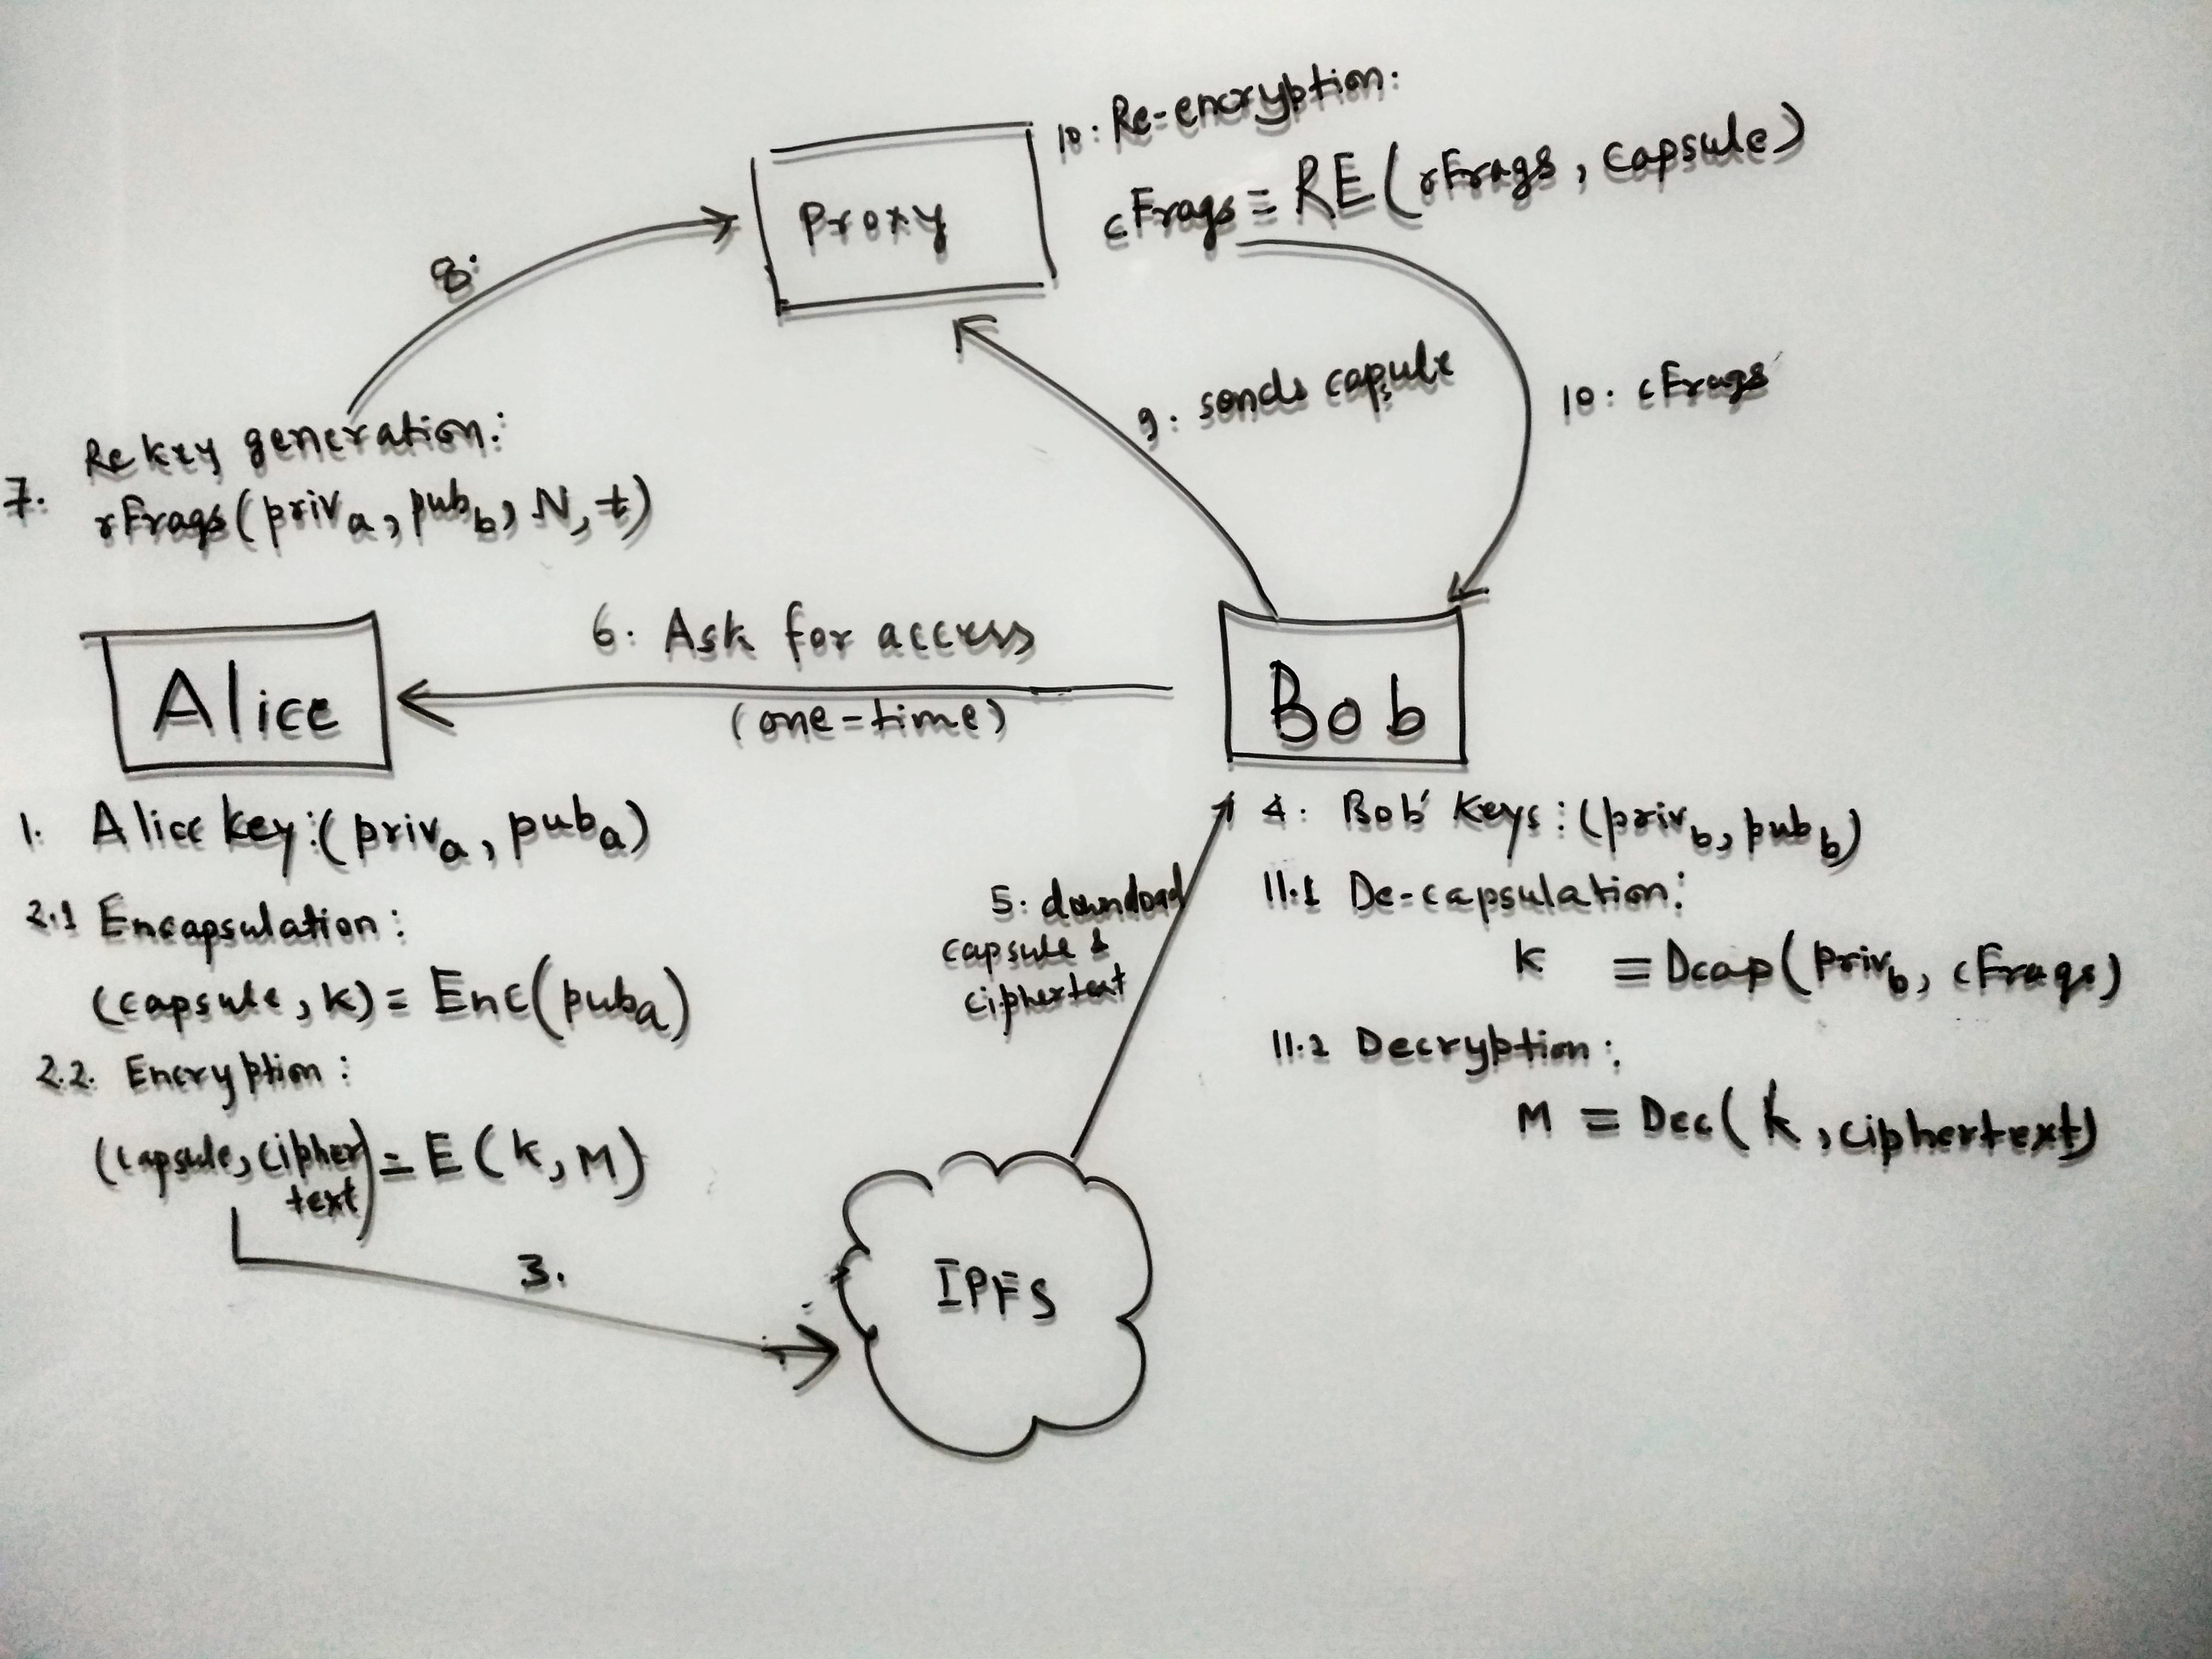 10: Re-encryption:
cFrags = RE(rFrags, capsule)
Proxy
8:
9: sends capsule
10: cFrags
Rekey generation:
7. rFrags(priv_a, pub_b, N, t)
6: Ask for access
(one-time)
Alice
Bob
1. Alice key:(priv_a, pub_a)
2.1 Encapsulation:
(capsule, k) = Enc(pub_a)
2.2. Encryption:
(capsule, cipher
text) = E(k, M)
3.
5: download
capsule &
ciphertext
4: Bob' Keys:(priv_b, pub_b)
11.1 De-capsulation:
k = Dcap(priv_b, cFrags)
11.2 Decryption:
M = Dec(k, ciphertext)
IPFS